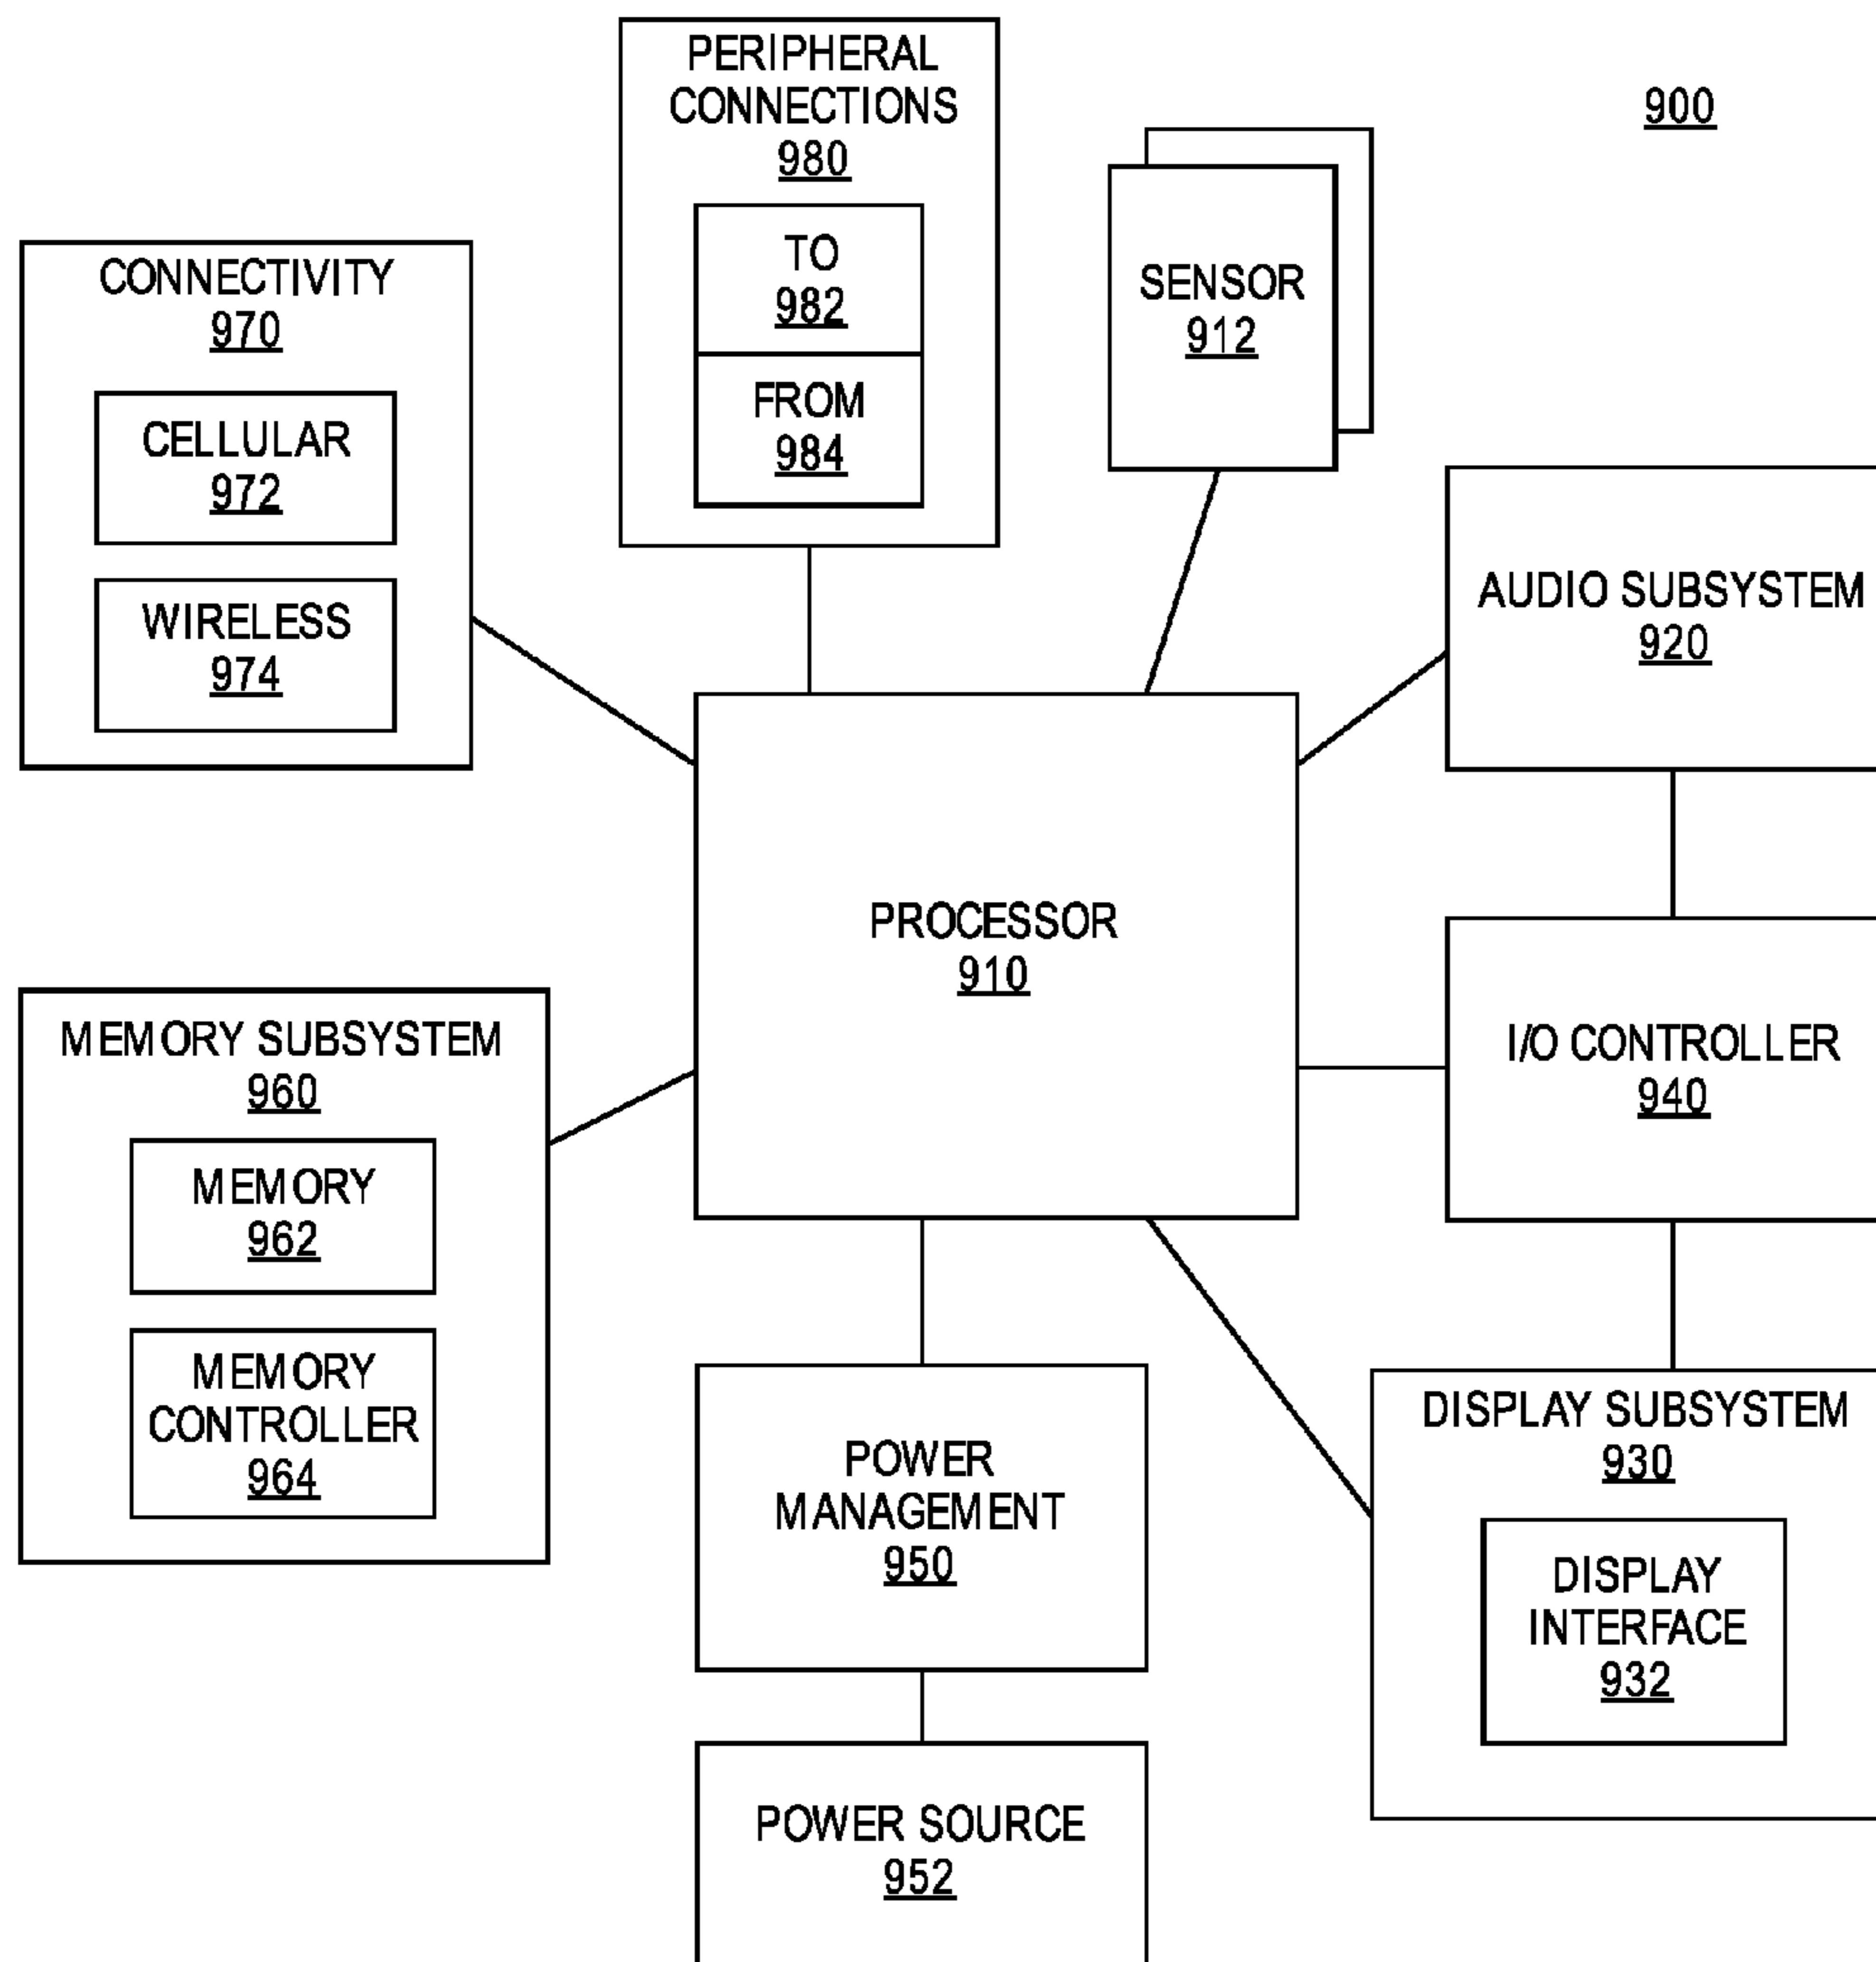 PERIPHERAL
CONNECTIONS
980
TO
982
FROM
984
900
SENSOR
912
CONNECTIVITY
970
CELLULAR
972
WIRELESS
974
AUDIO SUBSYSTEM
920
PROCESSOR
910
I/O CONTROLLER
940
MEMORY SUBSYSTEM
960
MEMORY
962
MEMORY
CONTROLLER
964
POWER
MANAGEMENT
950
DISPLAY SUBSYSTEM
930
DISPLAY
INTERFACE
932
POWER SOURCE
952